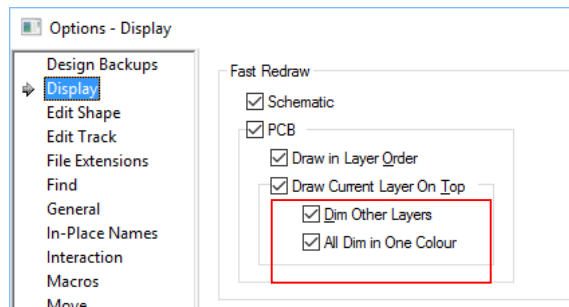 Options - Display
Design Backups
Display
Edit Shape
Edit Track
File Extensions
Find
General
In-Place Names
Interaction
Macros
Move
Fast Redraw
Schematic
PCB
Draw in Layer Order
Draw Current Layer On Top
Dim Other Layers
All Dim in One Colour